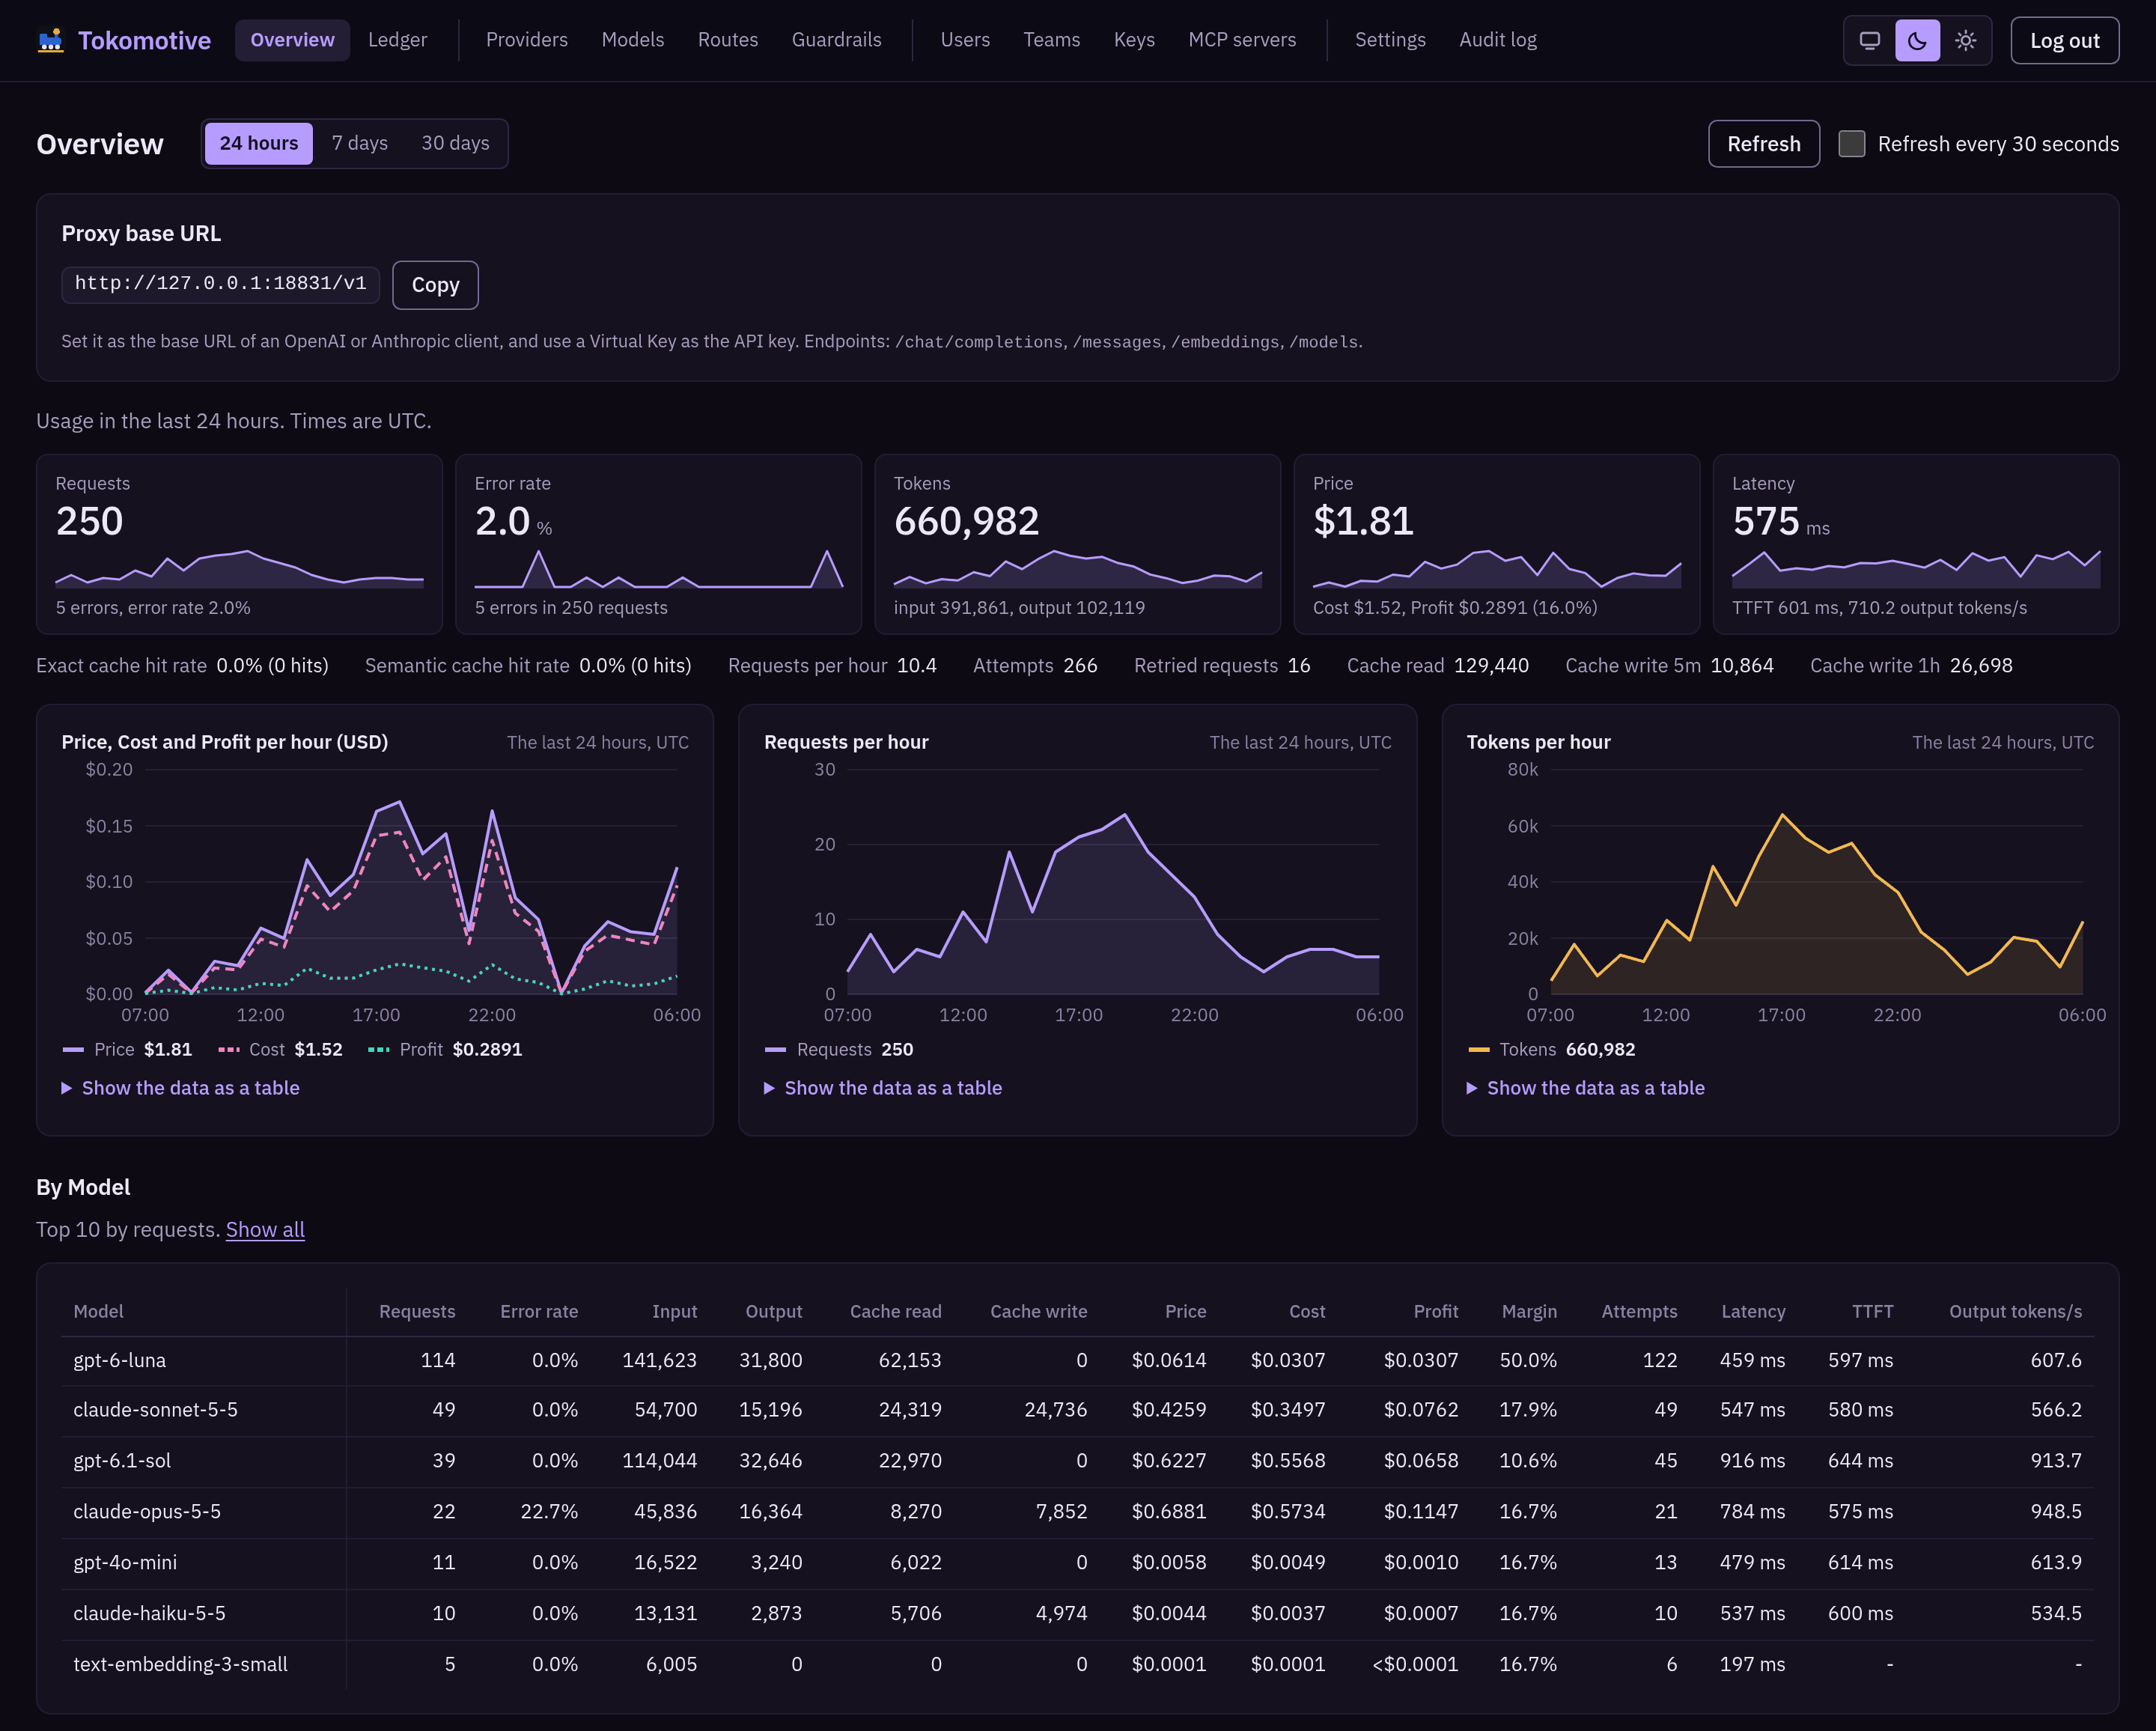 Tokomotive Overview Ledger Providers Models Routes Guardrails Users Teams Keys MCP servers Settings Audit log Log out
Overview 24 hours 7 days 30 days Refresh Refresh every 30 seconds
Proxy base URL
http://127.0.0.1:18831/v1 Copy
Set it as the base URL of an OpenAI or Anthropic client, and use a Virtual Key as the API key. Endpoints: /chat/completions, /messages, /embeddings, /models.
Usage in the last 24 hours. Times are UTC.
Requests
250
5 errors, error rate 2.0%
Error rate
2.0 %
5 errors in 250 requests
Tokens
660,982
input 391,861, output 102,119
Price
$1.81
Cost $1.52, Profit $0.2891 (16.0%)
Latency
575 ms
TTFT 601 ms, 710.2 output tokens/s
Exact cache hit rate 0.0% (0 hits) Semantic cache hit rate 0.0% (0 hits) Requests per hour 10.4 Attempts 266 Retried requests 16 Cache read 129,440 Cache write 5m 10,864 Cache write 1h 26,698
Price, Cost and Profit per hour (USD) The last 24 hours, UTC
$0.20
$0.15
$0.10
$0.05
$0.00
07:00 12:00 17:00 22:00 06:00
Price $1.81 Cost $1.52 Profit $0.2891
Show the data as a table
Requests per hour The last 24 hours, UTC
30
20
10
0
07:00 12:00 17:00 22:00 06:00
Requests 250
Show the data as a table
Tokens per hour The last 24 hours, UTC
80k
60k
40k
20k
0
07:00 12:00 17:00 22:00 06:00
Tokens 660,982
Show the data as a table
By Model
Top 10 by requests. Show all
Model Requests Error rate Input Output Cache read Cache write Price Cost Profit Margin Attempts Latency TTFT Output tokens/s
gpt-6-luna 114 0.0% 141,623 31,800 62,153 0 $0.0614 $0.0307 $0.0307 50.0% 122 459 ms 597 ms 607.6
claude-sonnet-5-5 49 0.0% 54,700 15,196 24,319 24,736 $0.4259 $0.3497 $0.0762 17.9% 49 547 ms 580 ms 566.2
gpt-6.1-sol 39 0.0% 114,044 32,646 22,970 0 $0.6227 $0.5568 $0.0658 10.6% 45 916 ms 644 ms 913.7
claude-opus-5-5 22 22.7% 45,836 16,364 8,270 7,852 $0.6881 $0.5734 $0.1147 16.7% 21 784 ms 575 ms 948.5
gpt-4o-mini 11 0.0% 16,522 3,240 6,022 0 $0.0058 $0.0049 $0.0010 16.7% 13 479 ms 614 ms 613.9
claude-haiku-5-5 10 0.0% 13,131 2,873 5,706 4,974 $0.0044 $0.0037 $0.0007 16.7% 10 537 ms 600 ms 534.5
text-embedding-3-small 5 0.0% 6,005 0 0 0 $0.0001 $0.0001 <$0.0001 16.7% 6 197 ms - -